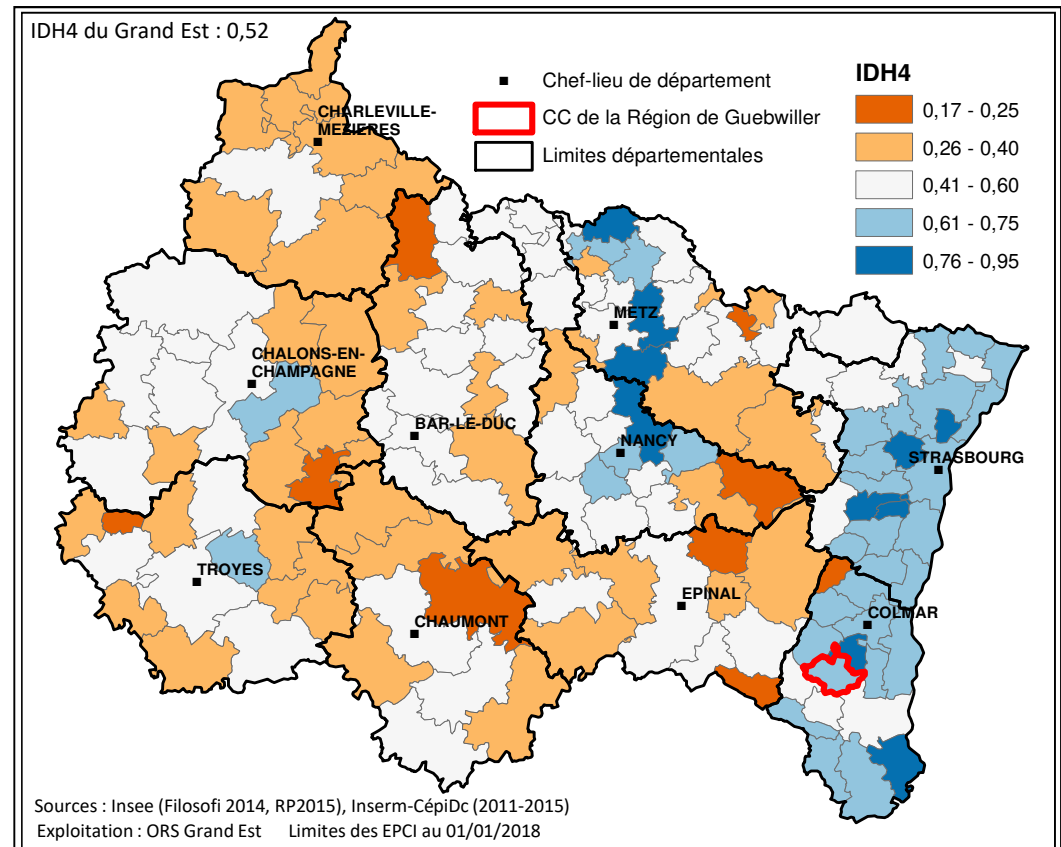 IDH4 du Grand Est : 0,52
Chef-lieu de département
CC de la Région de Guebwiller
Limites départementales
IDH4
0,17 - 0,25
0,26 - 0,40
0,41 - 0,60
0,61 - 0,75
0,76 - 0,95
CHARLEVILLE-
MEZIERES
METZ
CHALONS-EN-
CHAMPAGNE
BAR-LE-DUC
NANCY
STRASBOURG
TROYES
CHAUMONT
EPINAL
COLMAR
Sources : Insee (Filosofi 2014, RP2015), Inserm-CépiDc (2011-2015)
Exploitation : ORS Grand Est Limites des EPCI au 01/01/2018